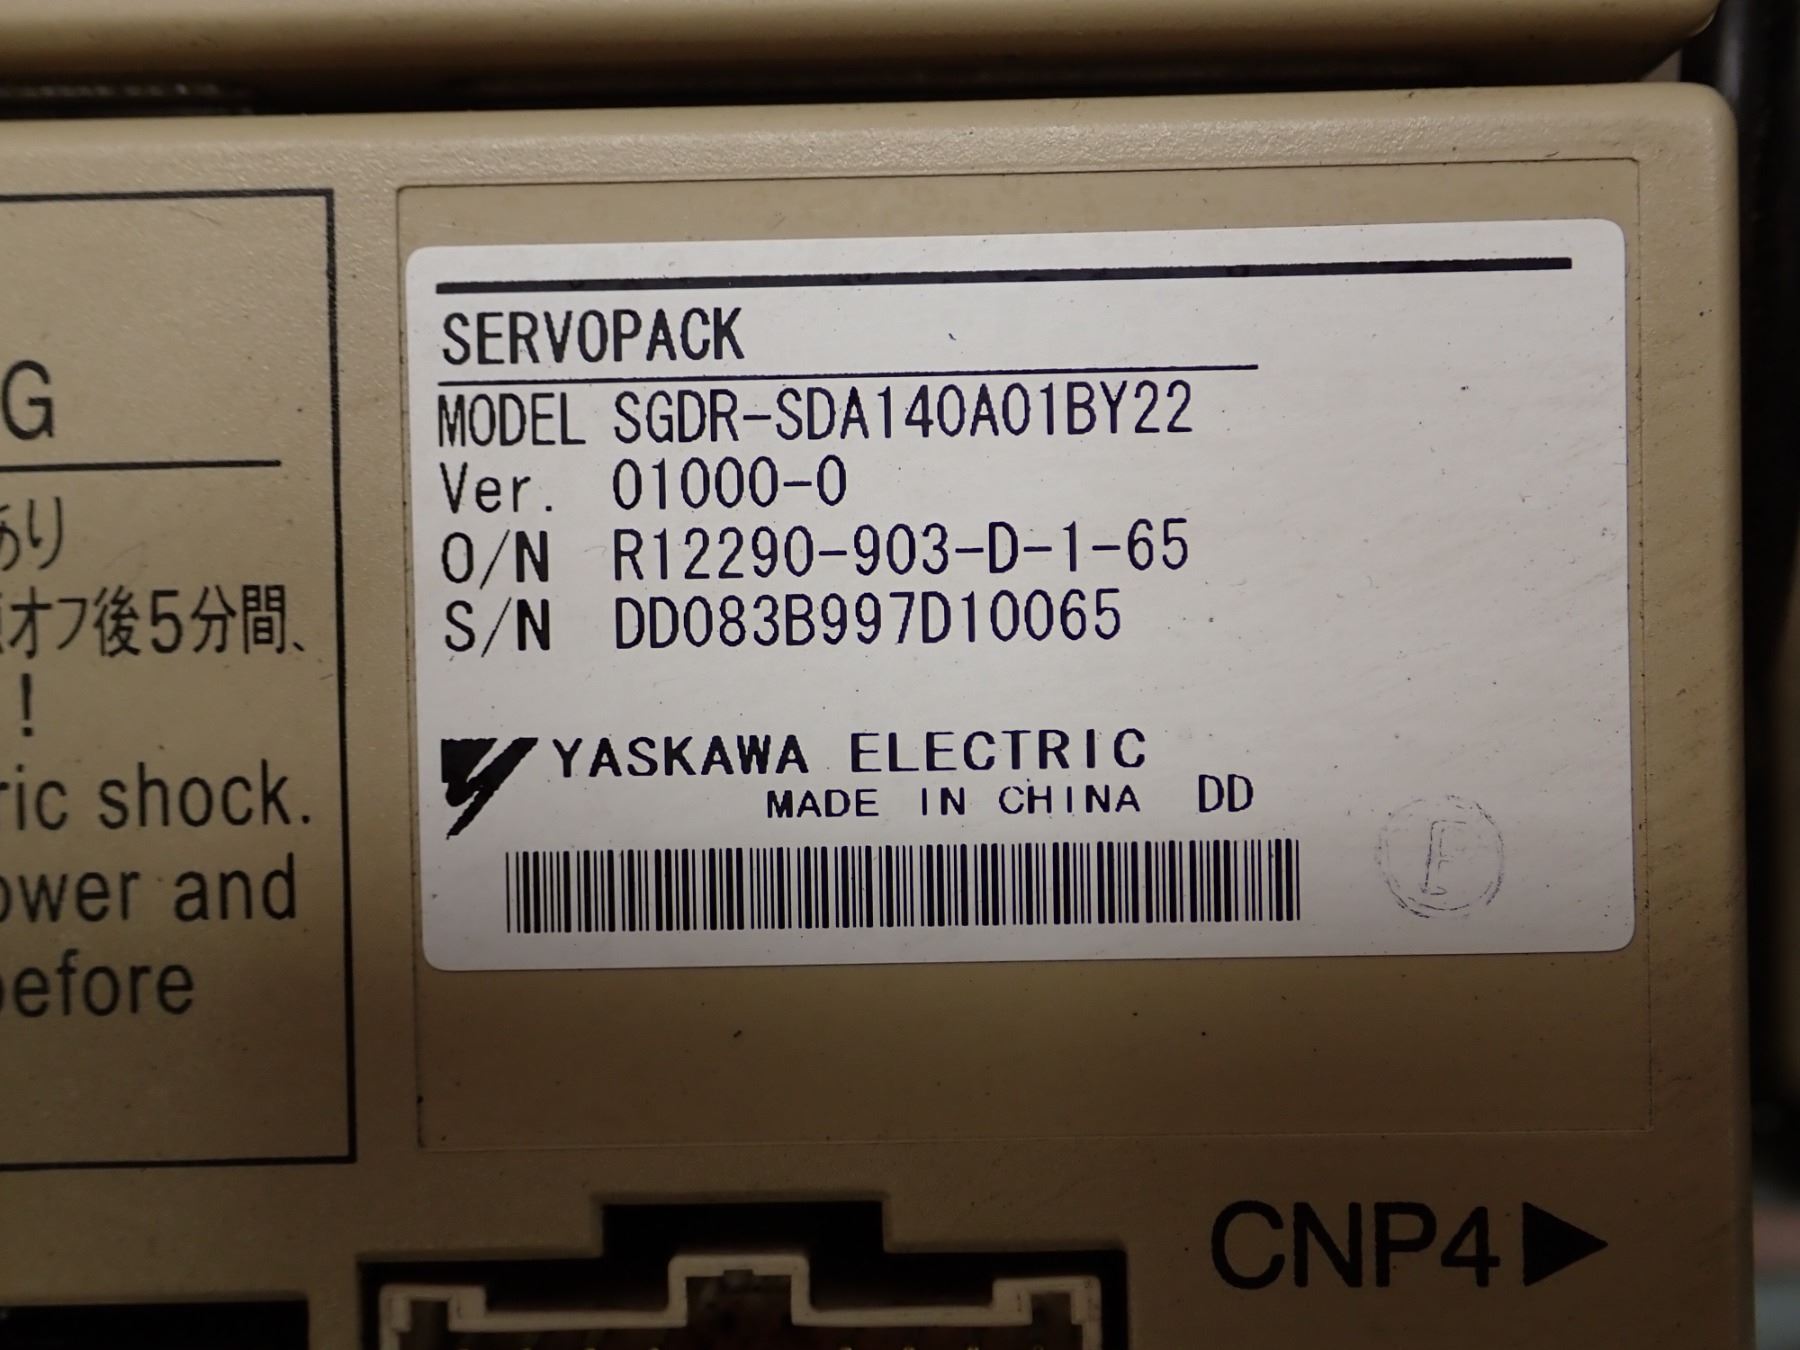 G
あり
オフ後5分間、
!
ric shock.
ower and
before
SERVOPACK
MODEL SGDR-SDA140A01BY22
Ver. 01000-0
O/N R12290-903-D-1-65
S/N DD083B997D10065
YASKAWA ELECTRIC
MADE IN CHINA DD
F
CNP4▶